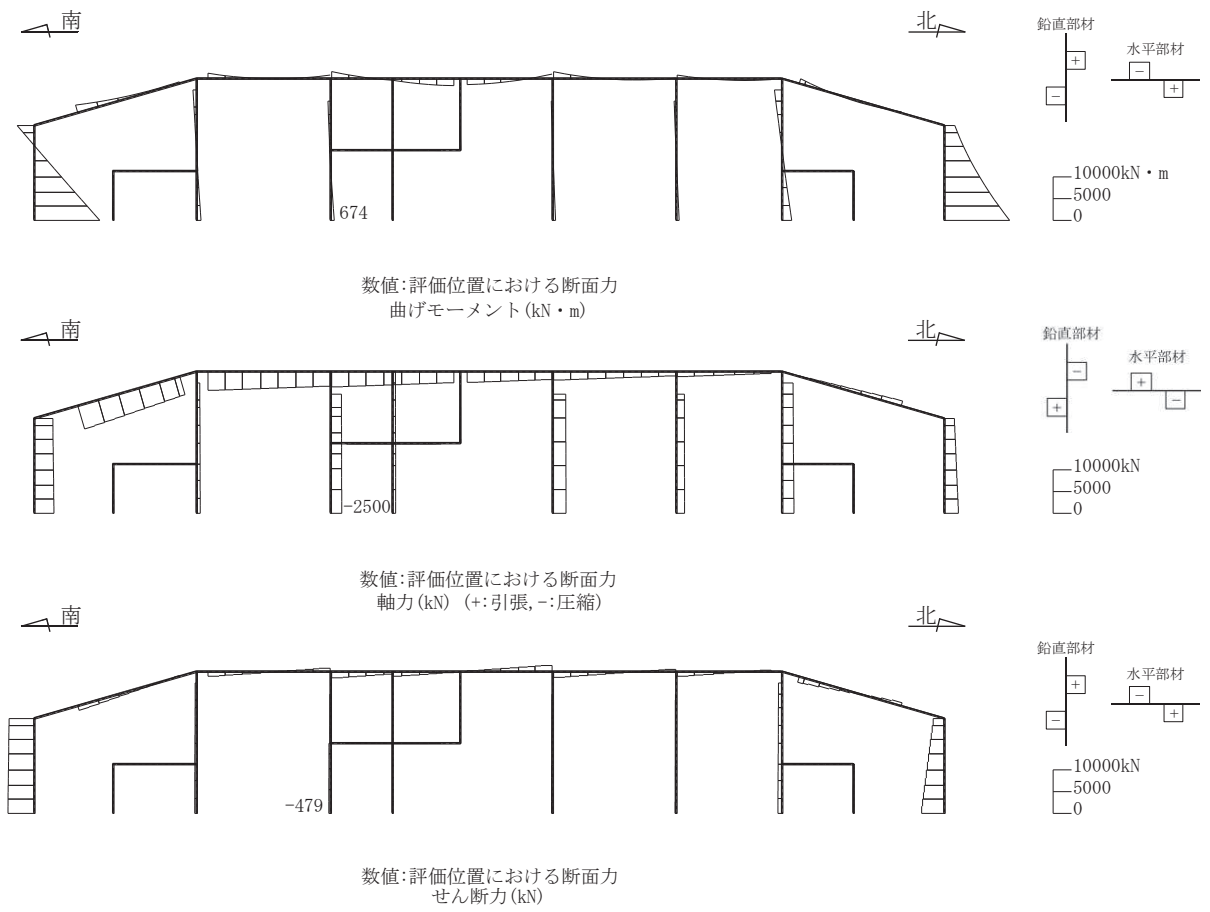 南
北
鉛直部材
水平部材
+
−
−
+
10000kN・m
5000
0
674
数値:評価位置における断面力
曲げモーメント(kN・m)
南
北
鉛直部材
水平部材
−
+
+
−
10000kN
5000
0
-2500
数値:評価位置における断面力
軸力(kN) (+:引張,-:圧縮)
南
北
鉛直部材
水平部材
+
−
−
+
10000kN
5000
0
-479
数値:評価位置における断面力
せん断力(kN)